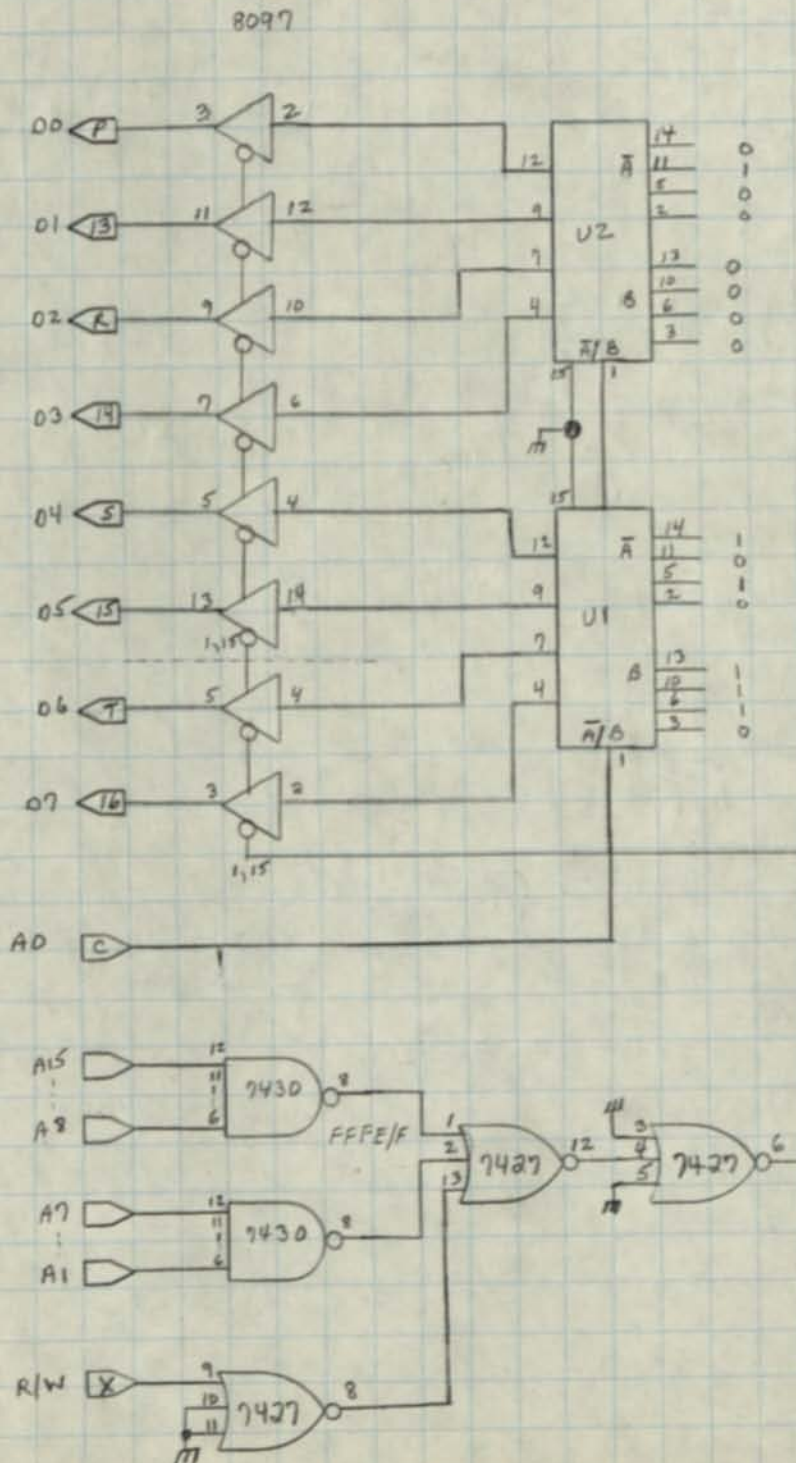 8097
D0 P 3 2
D1 13 11 12
D2 R 9 10
D3 14 7 6
D4 S 5 4
D5 15 13 14
1,15
D6 T 5 4
D7 16 3 2
1,15
12 Ā 14 0
11 1
9 5 0
2 0
U2
7 13 0
10 0
4 B 6 0
3 0
Ā/B
15 1
15
12 Ā 14 1
11 0
9 5 1
2 0
U1
7 B 13 1
10 1
4 6 1
3 0
Ā/B
1
A0 C
A15 12
11
1
A8 6
7430 8
FFFE/F
A7 12
11
1
A1 6
7430 8
1
2
13
7427 12
3
4
5
7427 6
R/W X 9
10
11
7427 8